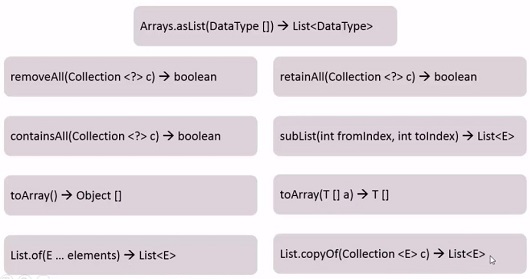 Arrays.asList(DataType []) → List<DataType>
removeAll(Collection <?> c) → boolean
retainAll(Collection <?> c) → boolean
containsAll(Collection <?> c) → boolean
subList(int fromIndex, int toIndex) → List<E>
toArray() → Object []
toArray(T [] a) → T []
List.of(E ... elements) → List<E>
List.copyOf(Collection <E> c) → List<E>